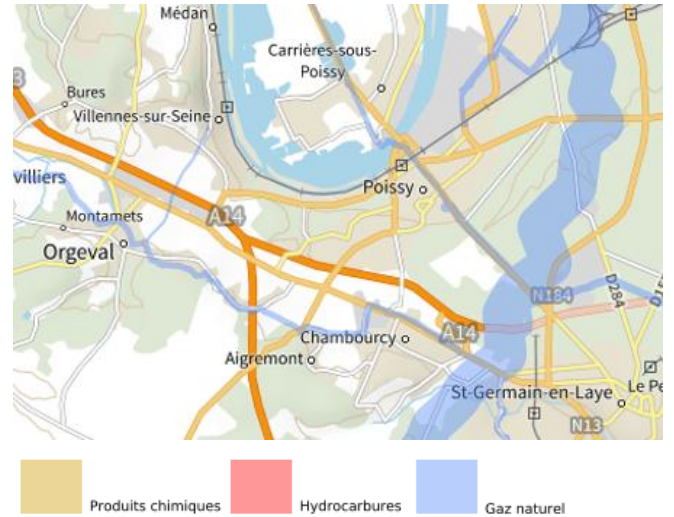 Médan
Carrières-sous-
Poissy
3
Bures
Villennes-sur-Seine
villiers
Poissy
Montamets
A14
Orgeval
N184
D284
Chambourcy
A14
Aigremont
St-Germain-en-Laye
Le Pe
N13
Produits chimiques
Hydrocarbures
Gaz naturel